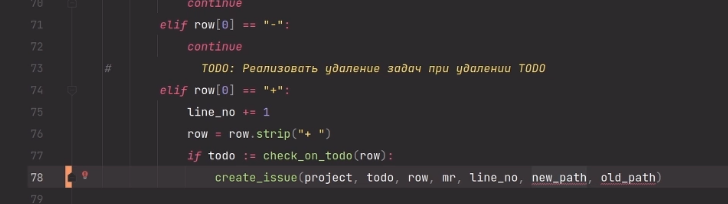 70 continue
71 elif row[0] == "-":
72 continue
73 # TODO: Реализовать удаление задач при удалении TODO
74 elif row[0] == "+":
75 line_no += 1
76 row = row.strip("+ ")
77 if todo := check_on_todo(row):
78 create_issue(project, todo, row, mr, line_no, new_path, old_path)
79